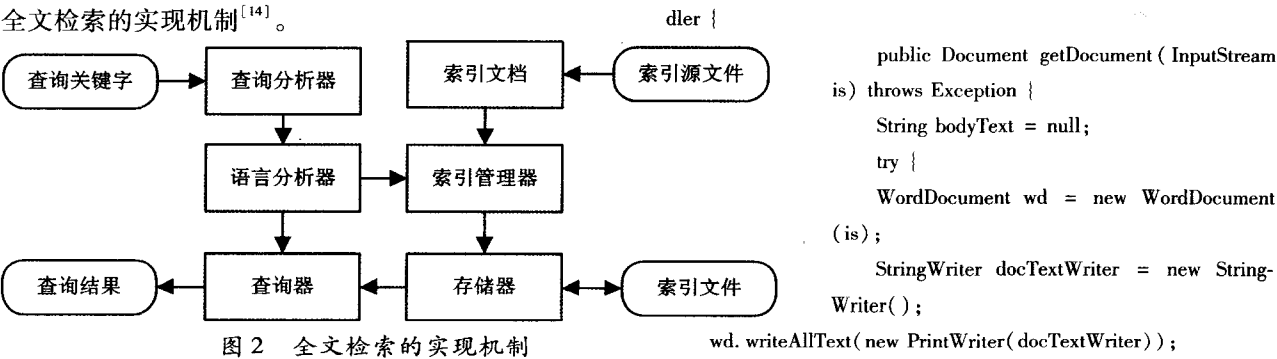 全文检索的实现机制[14]。
查询关键字
查询分析器
索引文档
索引源文件
语言分析器
索引管理器
查询结果
查询器
存储器
索引文件
图 2 全文检索的实现机制
dler {
public Document getDocument ( InputStream
is) throws Exception {
String bodyText = null;
try {
WordDocument wd = new WordDocument
(is);
StringWriter docTextWriter = new String-
Writer();
wd. writeAllText(new PrintWriter(docTextWriter));